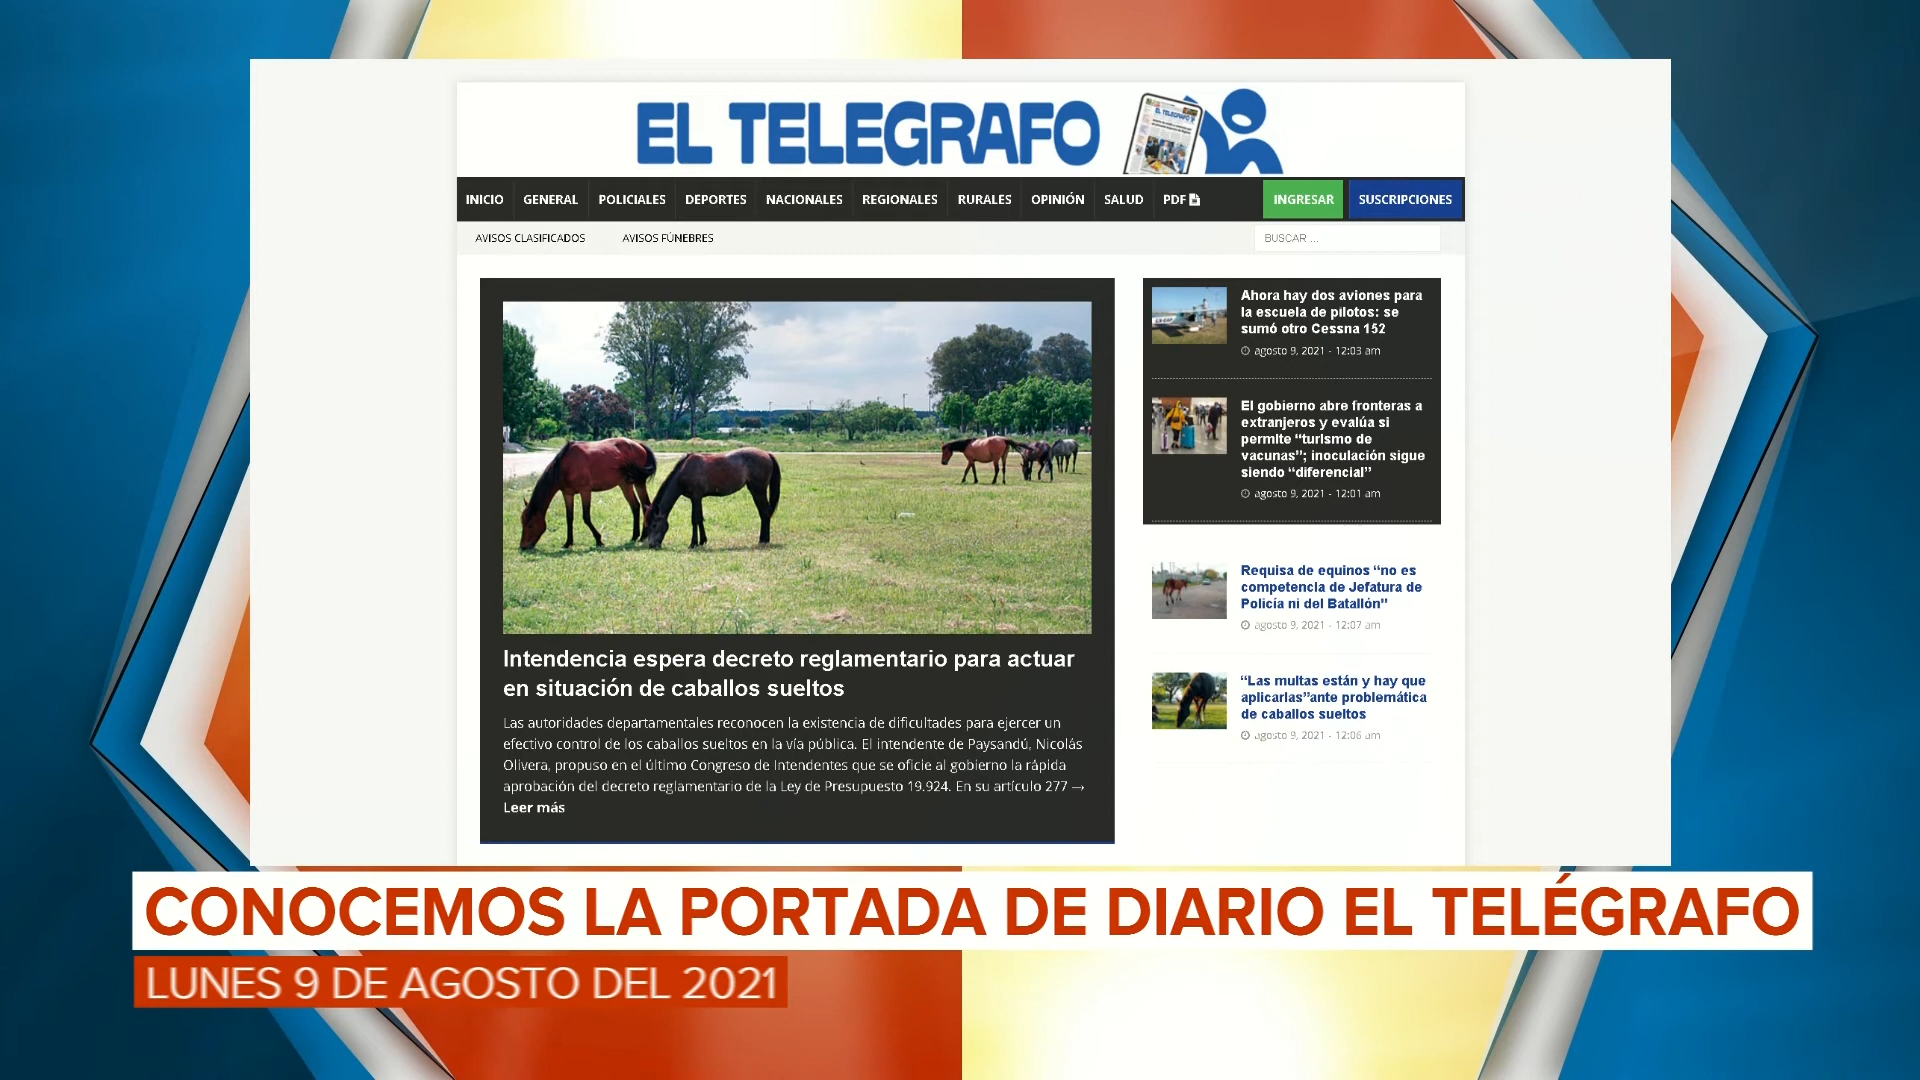 EL TELEGRAFO
EL TELEGRAFO
INICIO GENERAL POLICIALES DEPORTES NACIONALES REGIONALES RURALES OPINIÓN SALUD PDF INGRESAR SUSCRIPCIONES
AVISOS CLASIFICADOS AVISOS FÚNEBRES BUSCAR ...
Intendencia espera decreto reglamentario para actuar
en situación de caballos sueltos
Las autoridades departamentales reconocen la existencia de dificultades para ejercer un
efectivo control de los caballos sueltos en la vía pública. El intendente de Paysandú, Nicolás
Olivera, propuso en el último Congreso de Intendentes que se oficie al gobierno la rápida
aprobación del decreto reglamentario de la Ley de Presupuesto 19.924. En su artículo 277 →
Leer más
Ahora hay dos aviones para
la escuela de pilotos: se
sumó otro Cessna 152
agosto 9, 2021 - 12:03 am
El gobierno abre fronteras a
extranjeros y evalúa si
permite “turismo de
vacunas”; inoculación sigue
siendo “diferencial”
agosto 9, 2021 - 12:01 am
Requisa de equinos “no es
competencia de Jefatura de
Policía ni del Batallón”
agosto 9, 2021 - 12:07 am
“Las multas están y hay que
aplicarlas”ante problemática
de caballos sueltos
agosto 9, 2021 - 12:06 am
CONOCEMOS LA PORTADA DE DIARIO EL TELÉGRAFO
LUNES 9 DE AGOSTO DEL 2021